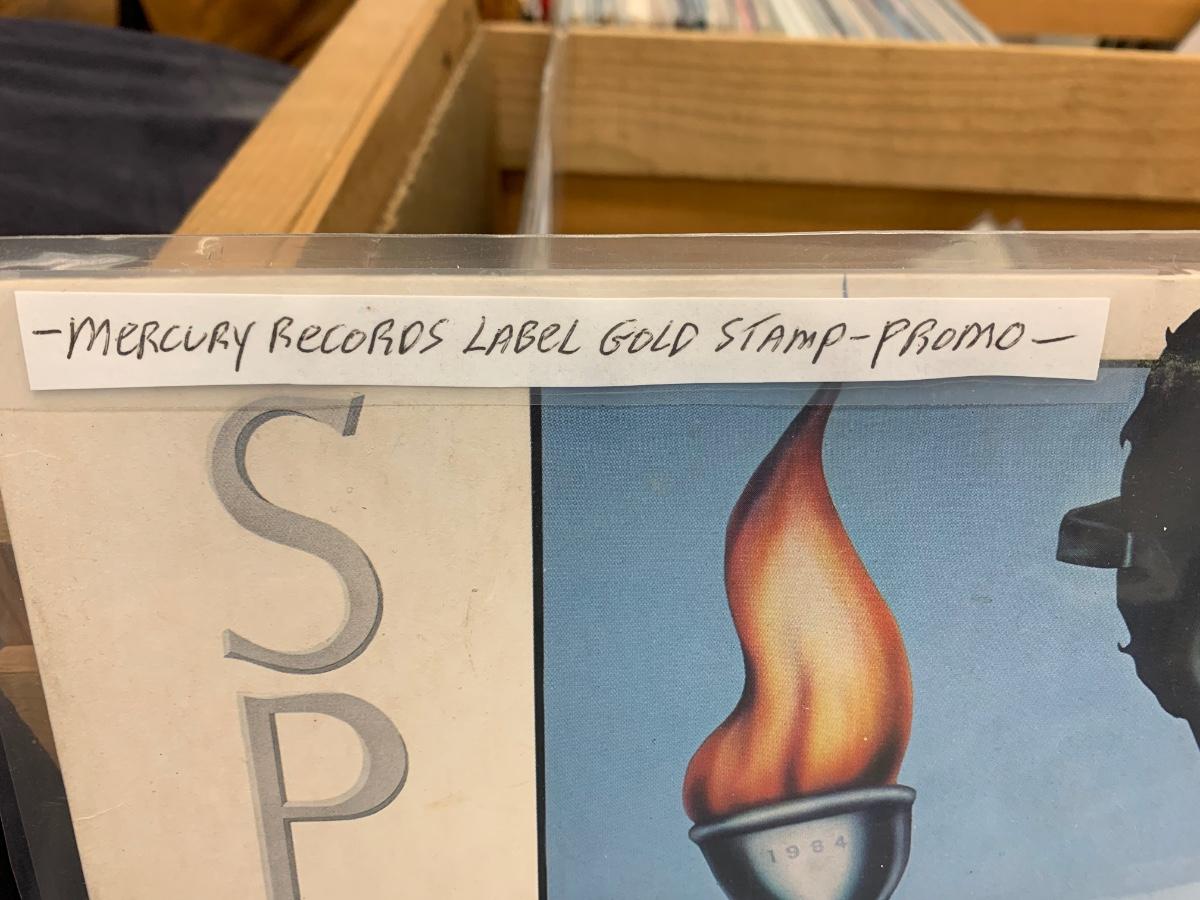 -MERCURY RECORDS LABEL GOLD STAMP-PROMO-
S
P
1984